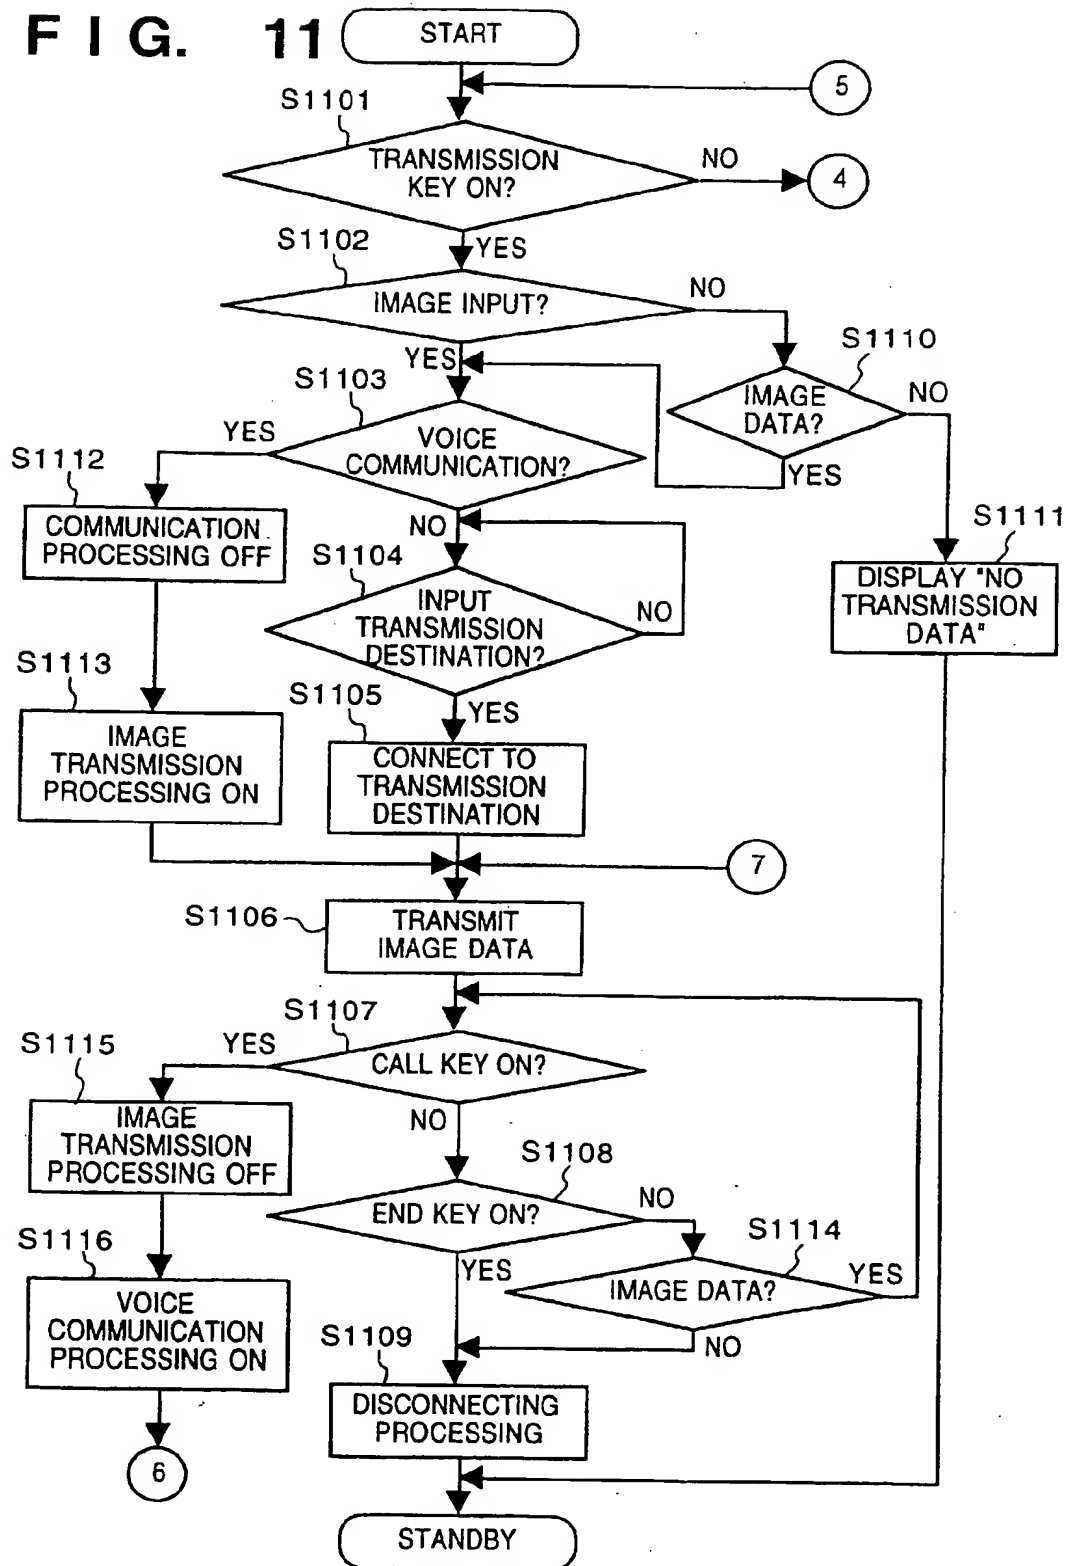 FIG. 11
START
5
S1101
TRANSMISSION
KEY ON?
NO
4
YES
S1102
IMAGE INPUT?
NO
YES
S1110
IMAGE
DATA?
NO
YES
S1103
VOICE
COMMUNICATION?
YES
NO
S1112
COMMUNICATION
PROCESSING OFF
S1111
DISPLAY "NO
TRANSMISSION
DATA"
S1104
INPUT
TRANSMISSION
DESTINATION?
NO
YES
S1113
IMAGE
TRANSMISSION
PROCESSING ON
S1105
CONNECT TO
TRANSMISSION
DESTINATION
7
S1106
TRANSMIT
IMAGE DATA
S1107
CALL KEY ON?
YES
NO
S1115
IMAGE
TRANSMISSION
PROCESSING OFF
S1108
END KEY ON?
NO
YES
S1114
IMAGE DATA?
YES
NO
S1116
VOICE
COMMUNICATION
PROCESSING ON
S1109
DISCONNECTING
PROCESSING
6
STANDBY